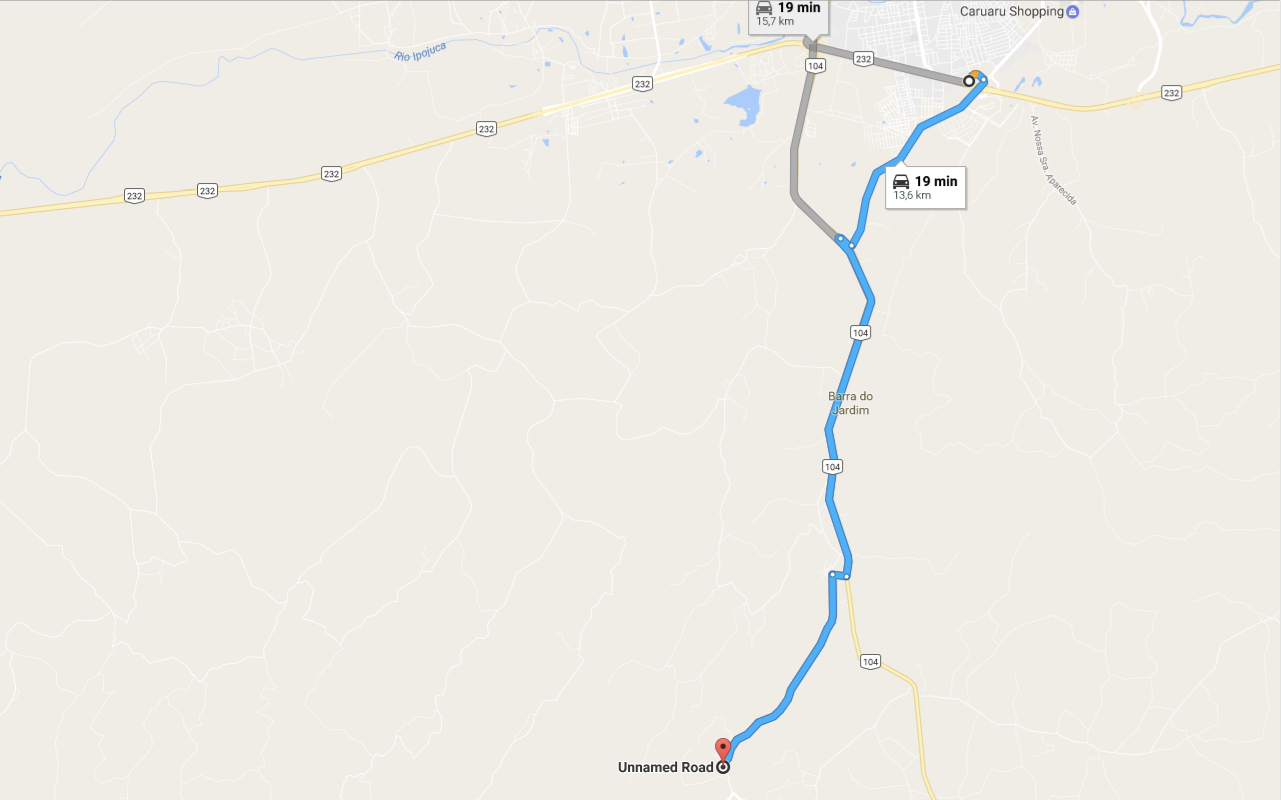 19 min
15,7 km
Caruaru Shopping
Rio Ipojuca
232
104
232
232
232
Av. Nossa Sra. Aparecida
232
232
232
19 min
13,6 km
104
Barra do
Jardim
104
104
Unnamed Road